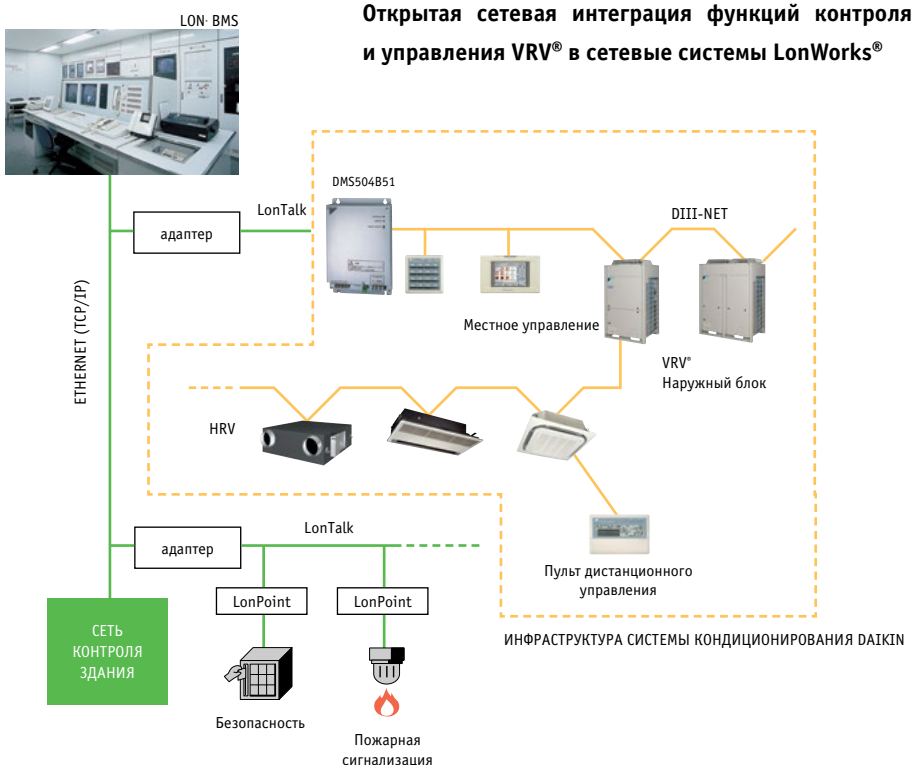 LON· BMS
Открытая сетевая интеграция функций контроля
и управления VRV® в сетевые системы LonWorks®
DMS504B51
LonTalk
DIII-NET
адаптер
ETHERNET (TCP/IP)
Местное управление
VRV®
Наружный блок
HRV
LonTalk
адаптер
Пульт дистанционного
управления
LonPoint
LonPoint
СЕТЬ
КОНТРОЛЯ
ЗДАНИЯ
ИНФРАСТРУКТУРА СИСТЕМЫ КОНДИЦИОНИРОВАНИЯ DAIKIN
Безопасность
Пожарная
сигнализация